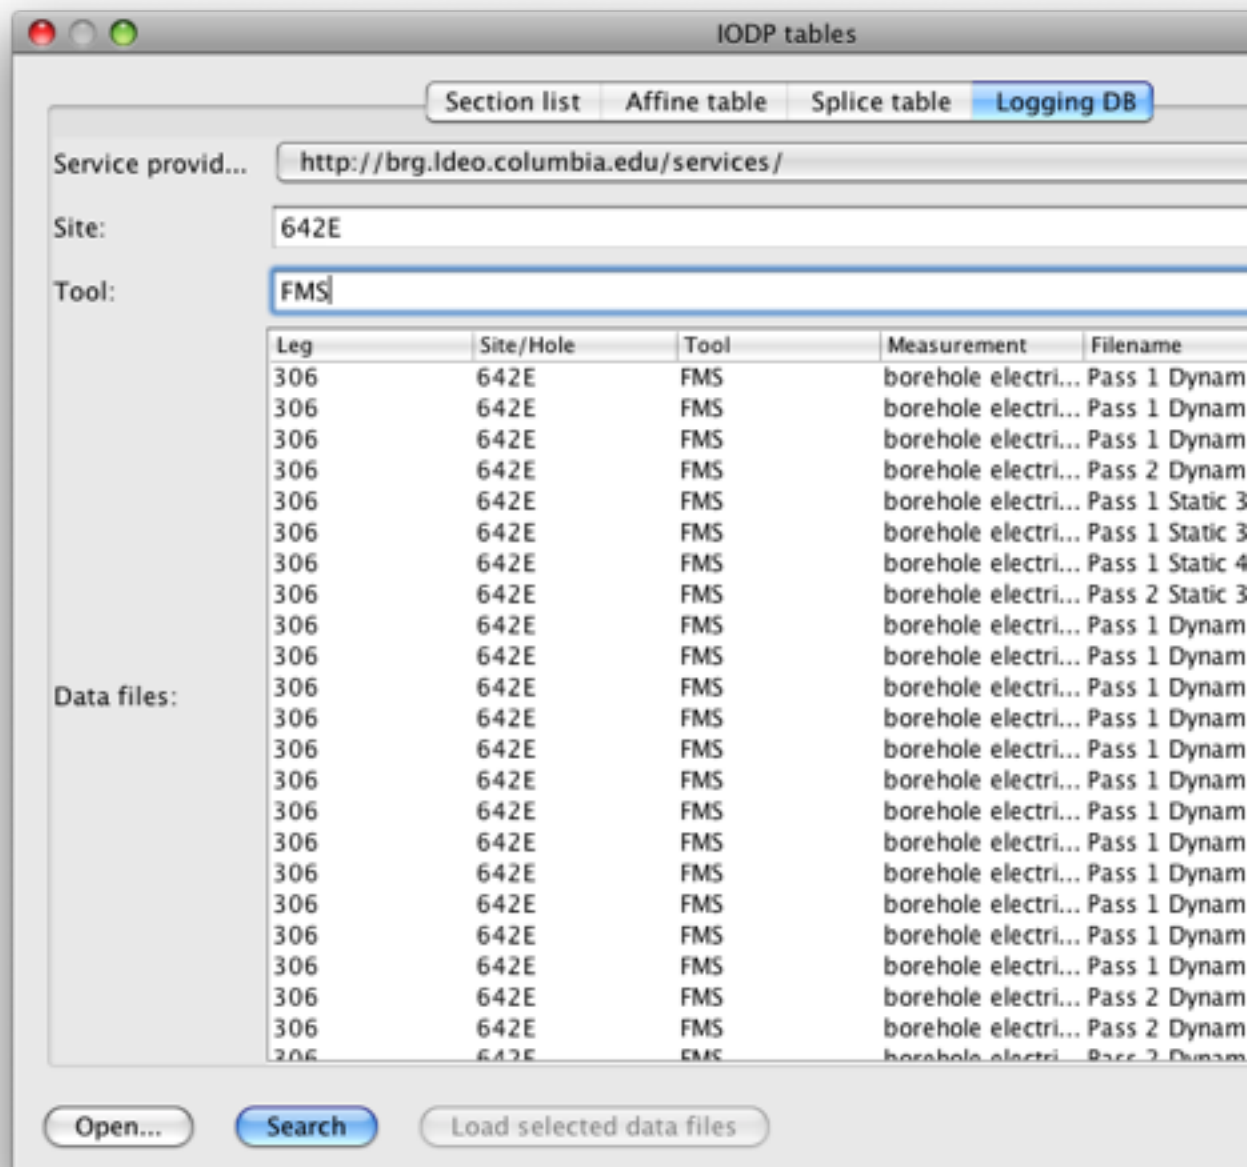 IODP tables
Section list Affine table Splice table Logging DB
Service provid... http://brg.ldeo.columbia.edu/services/
Site: 642E
Tool: FMS
Leg Site/Hole Tool Measurement Filename
306 642E FMS borehole electri... Pass 1 Dynam
306 642E FMS borehole electri... Pass 1 Dynam
306 642E FMS borehole electri... Pass 1 Dynam
306 642E FMS borehole electri... Pass 2 Dynam
306 642E FMS borehole electri... Pass 1 Static 3
306 642E FMS borehole electri... Pass 1 Static 3
306 642E FMS borehole electri... Pass 1 Static 4
306 642E FMS borehole electri... Pass 2 Static 3
306 642E FMS borehole electri... Pass 1 Dynam
306 642E FMS borehole electri... Pass 1 Dynam
Data files: 306 642E FMS borehole electri... Pass 1 Dynam
306 642E FMS borehole electri... Pass 1 Dynam
306 642E FMS borehole electri... Pass 1 Dynam
306 642E FMS borehole electri... Pass 1 Dynam
306 642E FMS borehole electri... Pass 1 Dynam
306 642E FMS borehole electri... Pass 1 Dynam
306 642E FMS borehole electri... Pass 1 Dynam
306 642E FMS borehole electri... Pass 1 Dynam
306 642E FMS borehole electri... Pass 1 Dynam
306 642E FMS borehole electri... Pass 1 Dynam
306 642E FMS borehole electri... Pass 2 Dynam
306 642E FMS borehole electri... Pass 2 Dynam
306 642E FMS borehole electri... Pass 2 Dynam
Open... Search Load selected data files